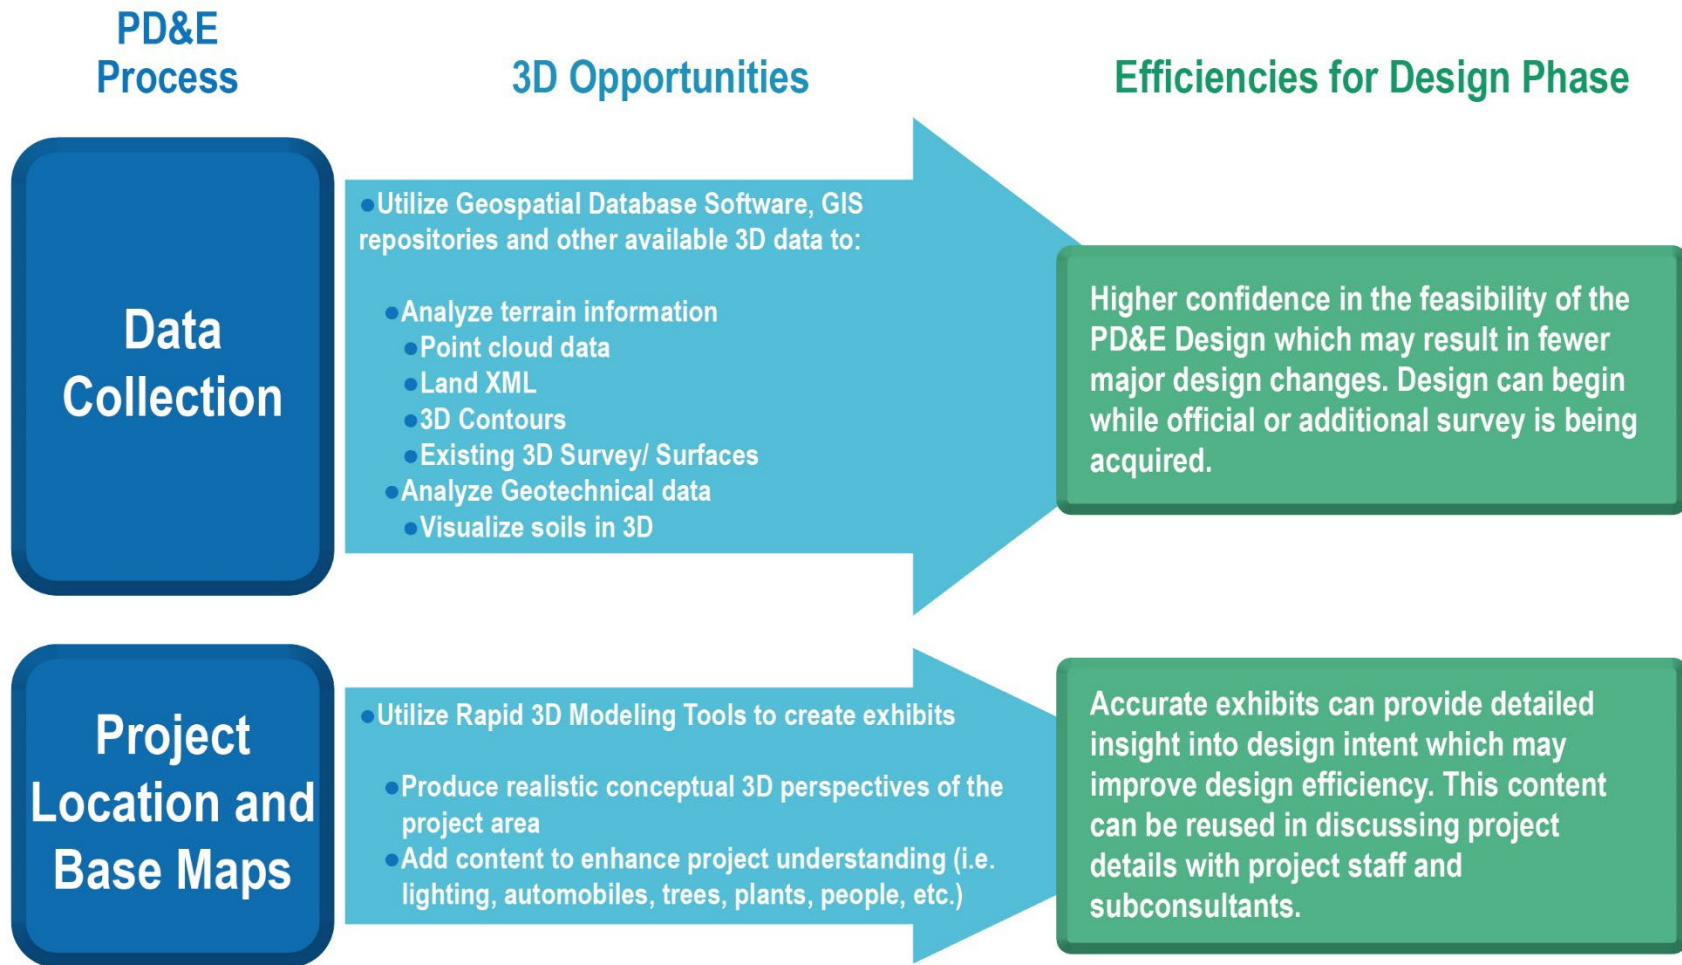 PD&E
Process
3D Opportunities
Efficiencies for Design Phase
Data
Collection
●Utilize Geospatial Database Software, GIS
repositories and other available 3D data to:
●Analyze terrain information
●Point cloud data
●Land XML
●3D Contours
●Existing 3D Survey/ Surfaces
●Analyze Geotechnical data
●Visualize soils in 3D
Higher confidence in the feasibility of the
PD&E Design which may result in fewer
major design changes. Design can begin
while official or additional survey is being
acquired.
Project
Location and
Base Maps
●Utilize Rapid 3D Modeling Tools to create exhibits
●Produce realistic conceptual 3D perspectives of the
project area
●Add content to enhance project understanding (i.e.
lighting, automobiles, trees, plants, people, etc.)
Accurate exhibits can provide detailed
insight into design intent which may
improve design efficiency. This content
can be reused in discussing project
details with project staff and
subconsultants.